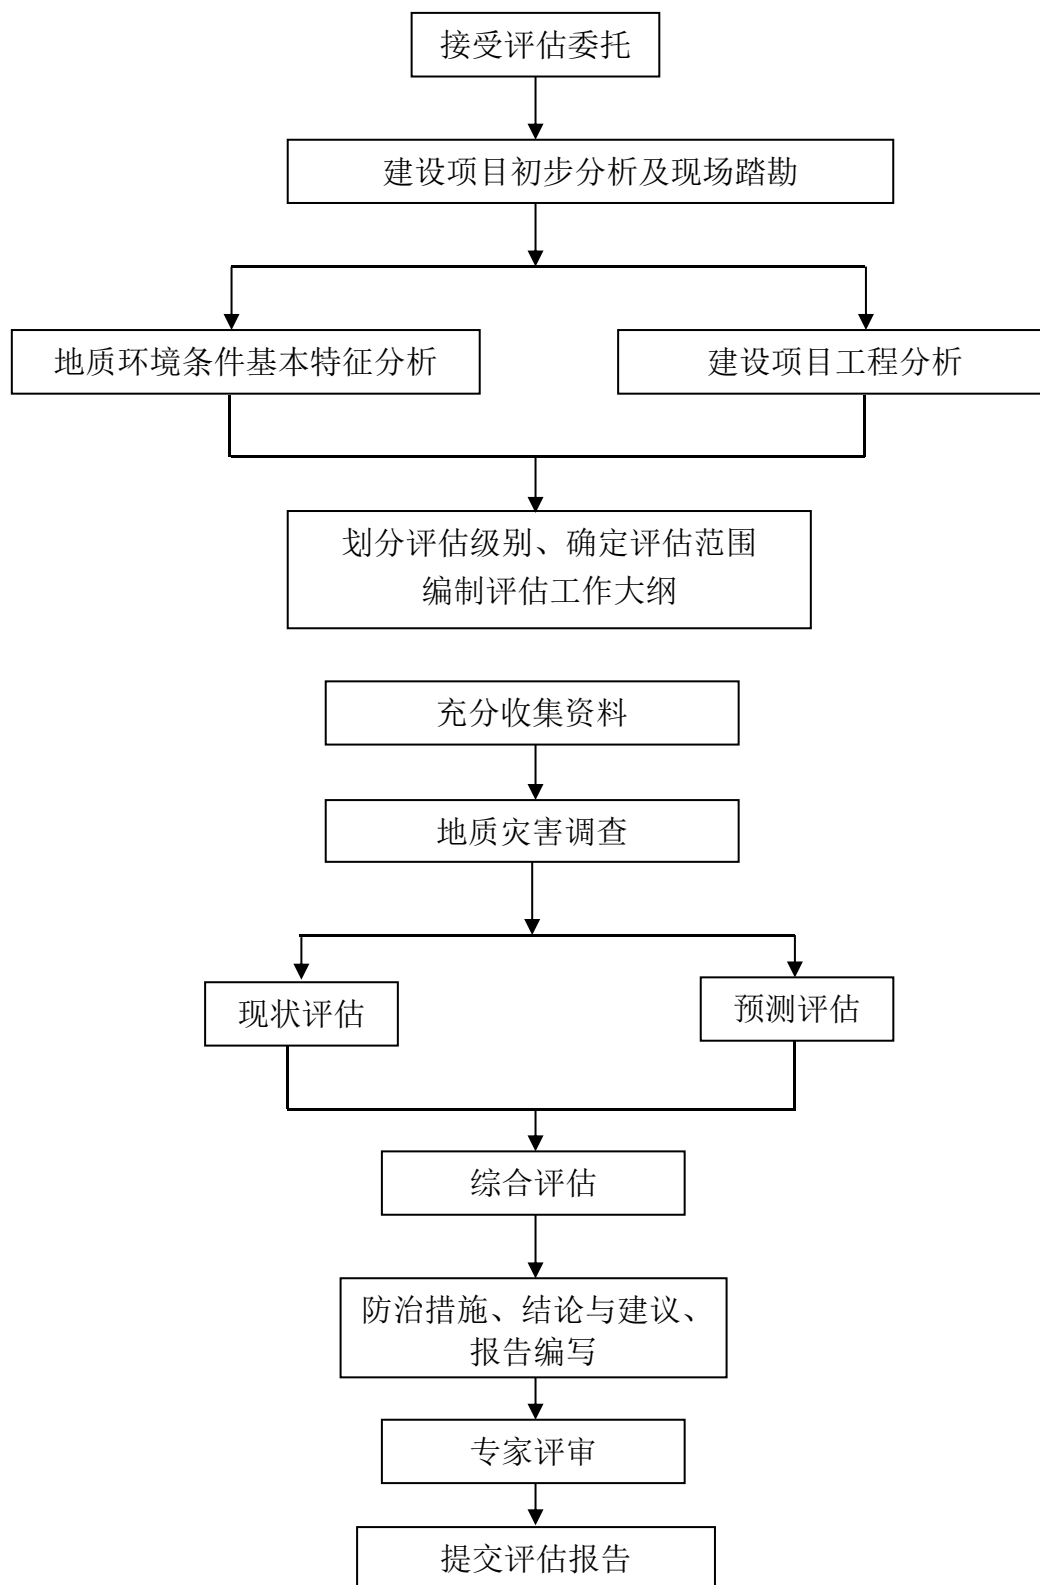 接受评估委托
建设项目初步分析及现场踏勘
地质环境条件基本特征分析
建设项目工程分析
划分评估级别、确定评估范围
编制评估工作大纲
充分收集资料
地质灾害调查
现状评估
预测评估
综合评估
防治措施、结论与建议、
报告编写
专家评审
提交评估报告